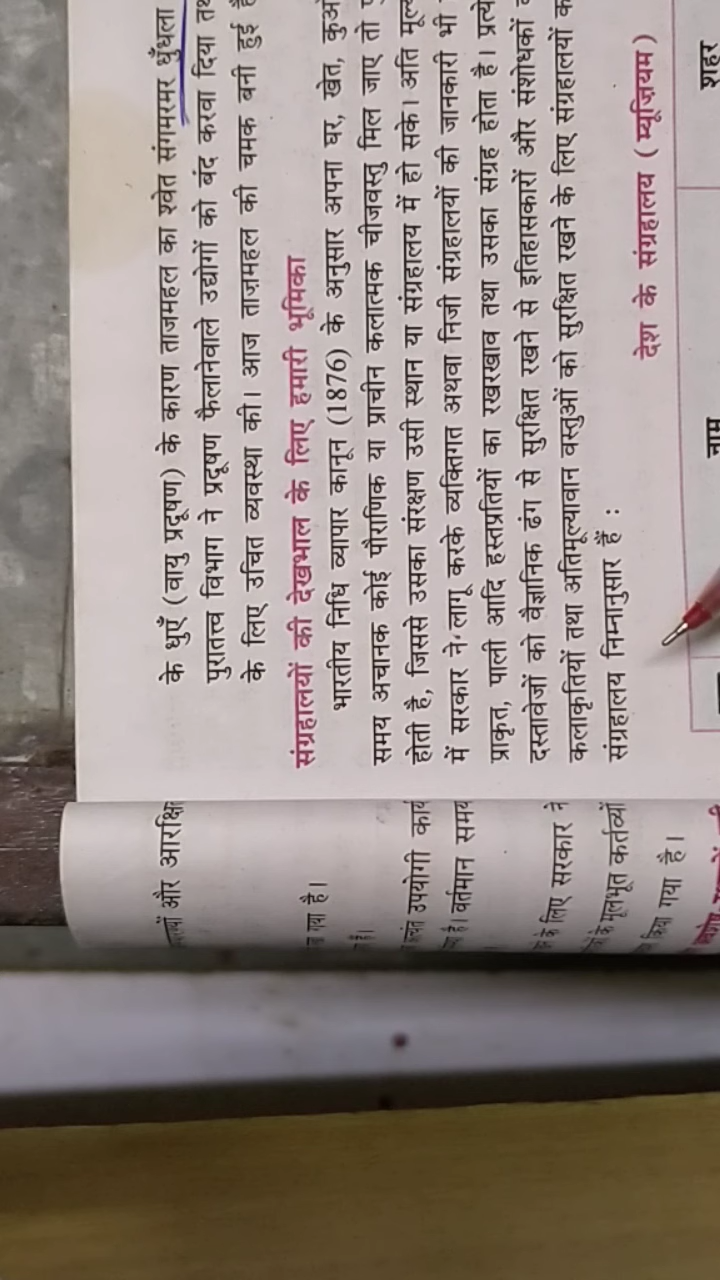 के धुएँ (वायु प्रदूषण) के कारण ताजमहल का श्वेत संगमरमर धुँधला
पुरातत्त्व विभाग ने प्रदूषण फैलानेवाले उद्योगों को बंद करवा दिया
के लिए उचित व्यवस्था की। आज ताज़महल की चमक बनी हुई
संग्रहालयों की देखभाल के लिए हमारी भूमिका
भारतीय निधि व्यापार कानून (1876) के अनुसार अपना घर, खेत,
समय अचानक कोई पौराणिक या प्राचीन कलात्मक चीजवस्तु मिल जाए तो
होती है, जिससे उसका संरक्षण उसी स्थान या संग्रहालय में हो सके। अति
में सरकार ने लागू करके व्यक्तिगत अथवा निजी संग्रहालयों की जानकारी भी
प्राकृत, पाली आदि हस्तप्रतियों का रखरखाव तथा उसका संग्रह होता है।
दस्तावेजों को वैज्ञानिक ढंग से सुरक्षित रखने से इतिहासकारों और संशोधकों
कलाकृतियों तथा अतिमूल्यावान वस्तुओं को सुरक्षित रखने के लिए संग्रहालयों
संग्रहालय निम्नानुसार हैं :
देश के संग्रहालय ( म्यूज़ियम )
नाम शहर
और
गया है।
उपयोगी
है। वर्तमान समय
के लिए सरकार ने
के मूलभूत कर्तव्यों
किया गया है।